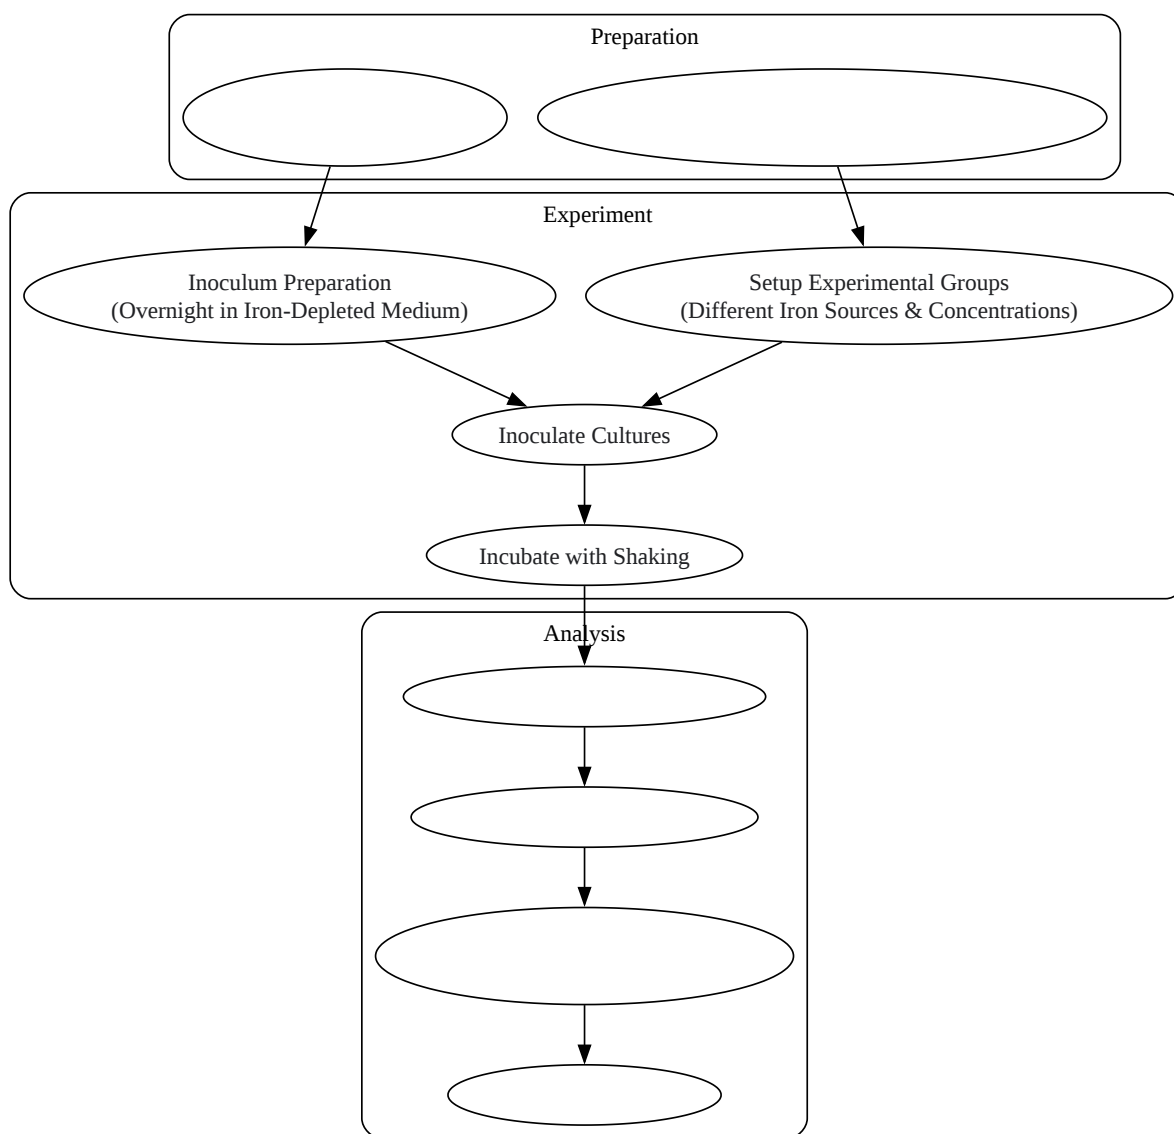 Preparation
Experiment
Inoculum Preparation
(Overnight in Iron-Depleted Medium)
Setup Experimental Groups
(Different Iron Sources & Concentrations)
Inoculate Cultures
Incubate with Shaking
Analysis